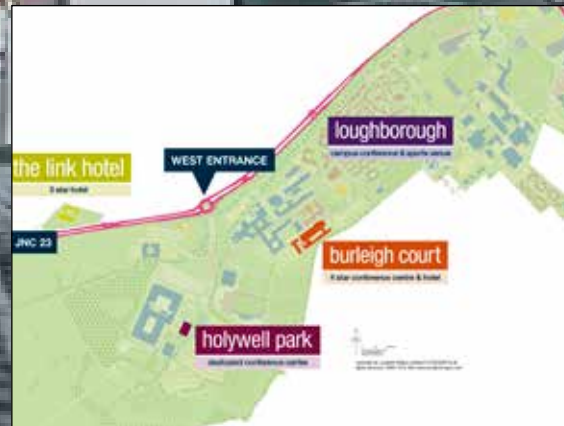 loughborough
campus conference & sports venue
WEST ENTRANCE
the link hotel
3 star hotel
JNC 23
burleigh court
4 star conference centre & hotel
holywell park
dedicated conference centre